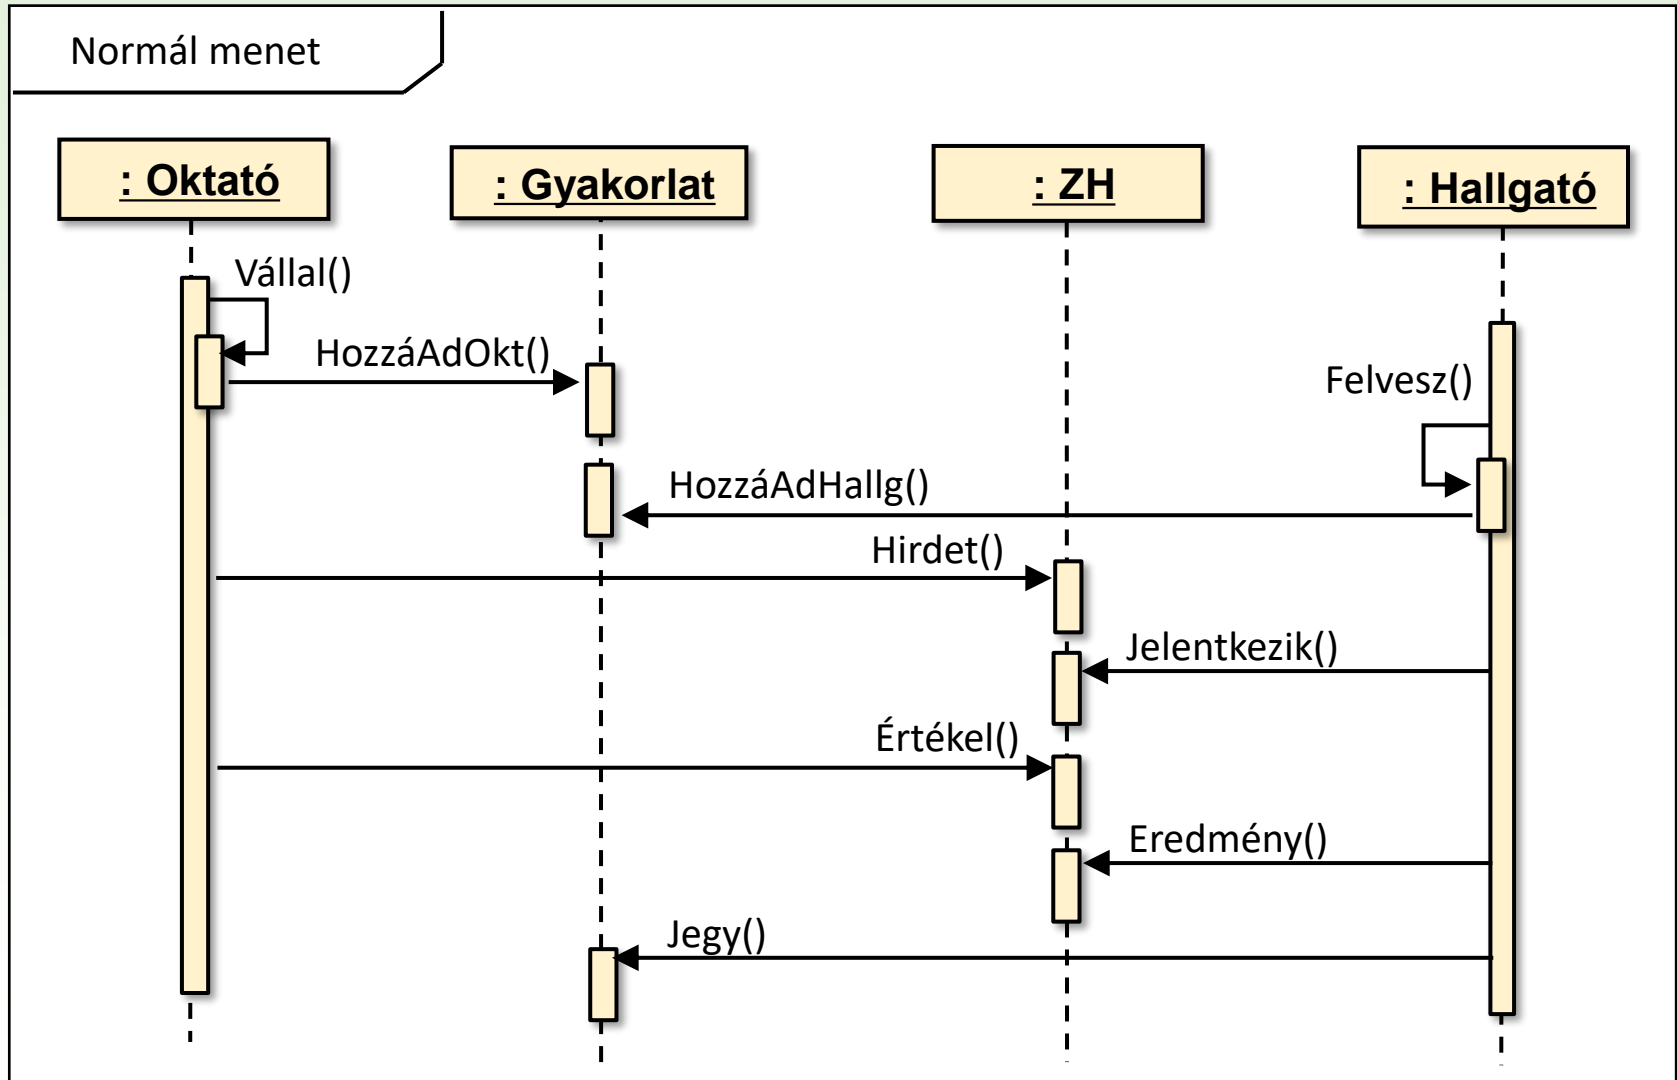 Normál menet
: Oktató
: Gyakorlat
: ZH
: Hallgató
Vállal()
HozzáAdOkt()
Felvesz()
HozzáAdHallg()
Hirdet()
Jelentkezik()
Értékel()
Eredmény()
Jegy()